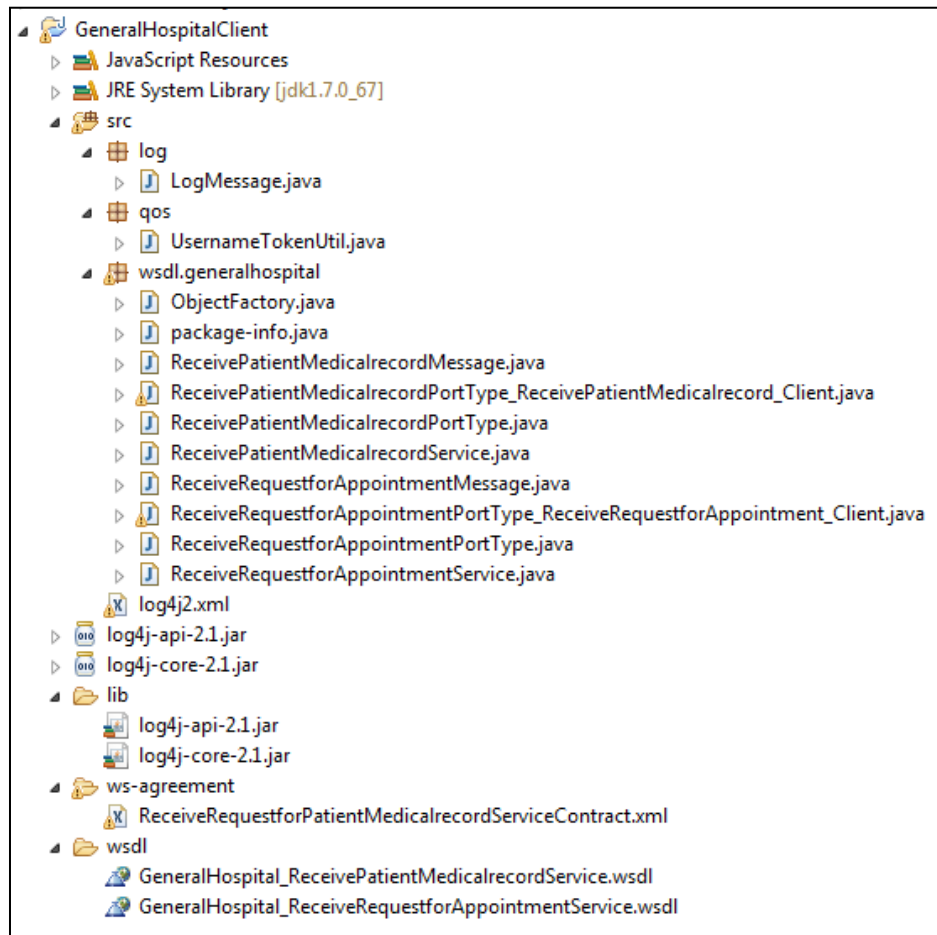 GeneralHospitalClient
JavaScript Resources
JRE System Library [jdk1.7.0_67]
src
log
LogMessage.java
qos
UsernameTokenUtil.java
wsdl.generalhospital
ObjectFactory.java
package-info.java
ReceivePatientMedicalrecordMessage.java
ReceivePatientMedicalrecordPortType_ReceivePatientMedicalrecord_Client.java
ReceivePatientMedicalrecordPortType.java
ReceivePatientMedicalrecordService.java
ReceiveRequestforAppointmentMessage.java
ReceiveRequestforAppointmentPortType_ReceiveRequestforAppointment_Client.java
ReceiveRequestforAppointmentPortType.java
ReceiveRequestforAppointmentService.java
log4j2.xml
log4j-api-2.1.jar
log4j-core-2.1.jar
lib
log4j-api-2.1.jar
log4j-core-2.1.jar
ws-agreement
ReceiveRequestforPatientMedicalrecordServiceContract.xml
wsdl
GeneralHospital_ReceivePatientMedicalrecordService.wsdl
GeneralHospital_ReceiveRequestforAppointmentService.wsdl